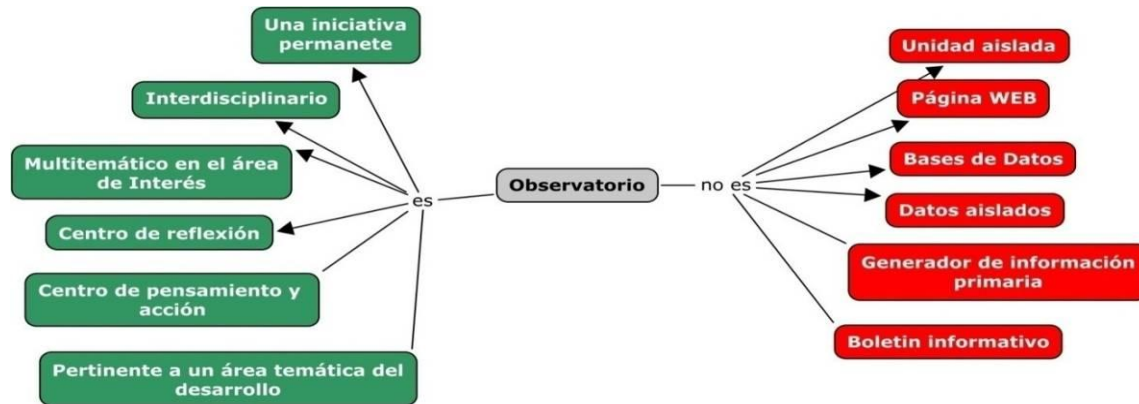 Una iniciativa
permanete
Interdisciplinario
Multitemático en el área
de Interés
Centro de reflexión
Centro de pensamiento y
acción
Pertinente a un área temática del
desarrollo
es
Observatorio
no es
Unidad aislada
Página WEB
Bases de Datos
Datos aislados
Generador de información
primaria
Boletin informativo